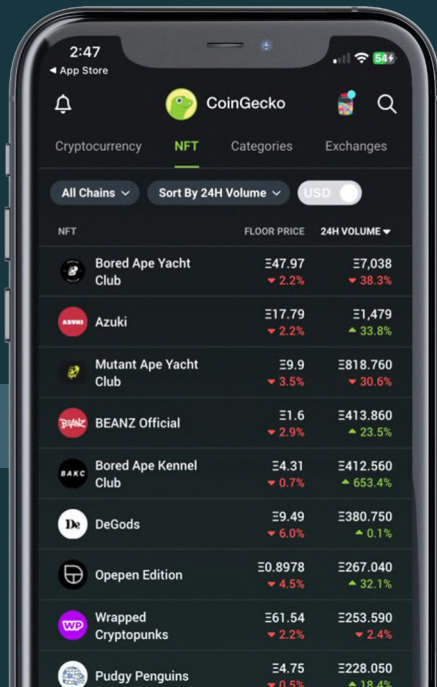 2:47
54
◀ App Store
CoinGecko
Cryptocurrency NFT Categories Exchanges
All Chains Sort By 24H Volume USD
NFT FLOOR PRICE 24H VOLUME ▼
Bored Ape Yacht Club Ξ47.97 Ξ7,038
▼ 2.2% ▼ 38.3%
AZUKI Azuki Ξ17.79 Ξ1,479
▼ 2.2% ▲ 33.8%
Mutant Ape Yacht Club Ξ9.9 Ξ818.760
▼ 3.5% ▼ 30.6%
BEANZ BEANZ Official Ξ1.6 Ξ413.860
▼ 2.9% ▲ 23.5%
BAKC Bored Ape Kennel Club Ξ4.31 Ξ412.560
▼ 0.7% ▲ 653.4%
De DeGods Ξ9.49 Ξ380.750
▼ 6.0% ▲ 0.1%
Opepen Edition Ξ0.8978 Ξ267.040
▼ 4.5% ▲ 32.1%
WP Wrapped Cryptopunks Ξ61.54 Ξ253.590
▼ 2.2% ▼ 2.4%
Pudgy Penguins Ξ4.75 Ξ228.050
▼ 0.5% ▲ 18.4%